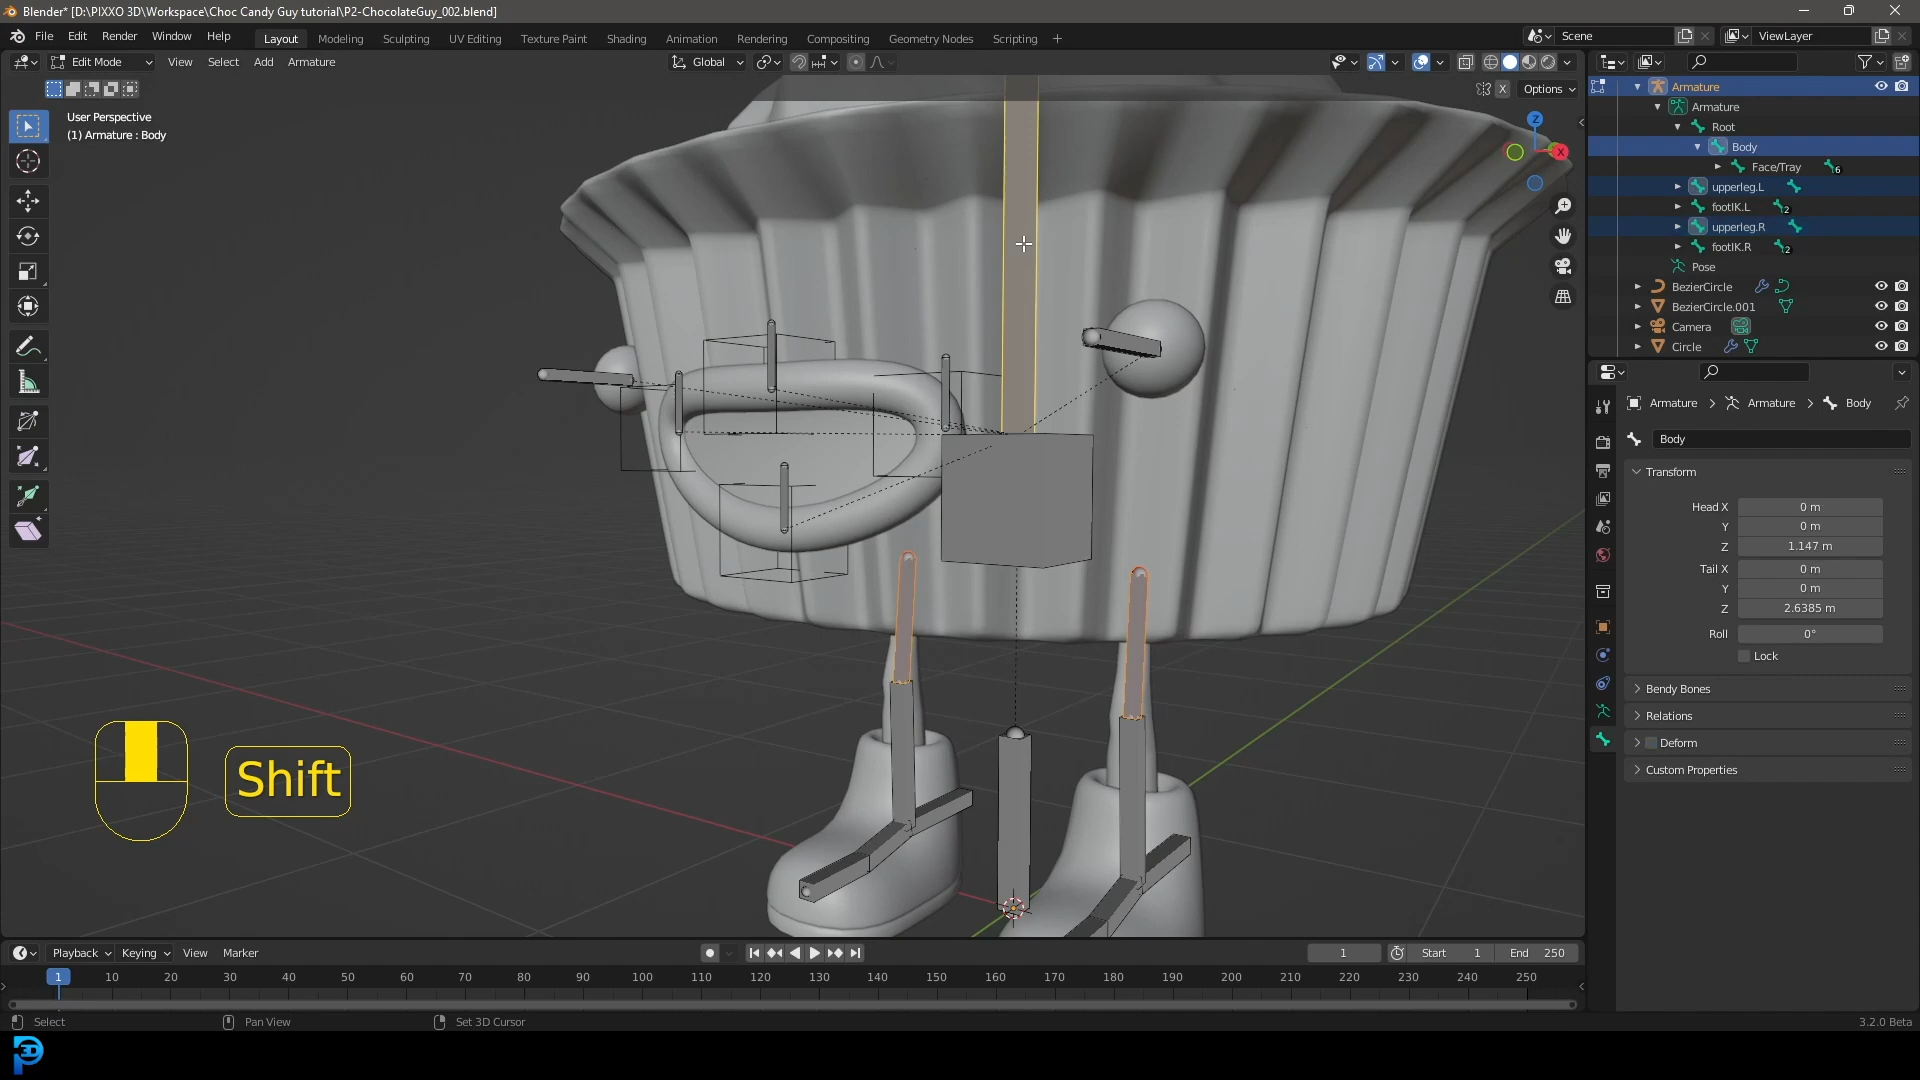 Blender* [D:\PIXXO 3D\Workspace\Choc Candy Guy tutorial\P2-ChocolateGuy_002.blend]
File Edit Render Window Help Layout Modeling Sculpting UV Editing Texture Paint Shading Animation Rendering Compositing Geometry Nodes Scripting + Scene ViewLayer
Edit Mode View Select Add Armature Global
X Options
User Perspective
(1) Armature : Body
Z
X
Armature
Armature
Root
Body
Face/Tray 6
upperleg.L
footIK.L 2
upperleg.R
footIK.R 2
Pose
BezierCircle
BezierCircle.001
Camera
Circle
Armature > Armature > Body
Body
Transform
Head X 0 m
Y 0 m
Z 1.147 m
Tail X 0 m
Y 0 m
Z 2.6385 m
Roll 0°
Lock
Bendy Bones
Relations
Deform
Custom Properties
Shift
Playback Keying View Marker 1 Start 1 End 250
1 10 20 30 40 50 60 70 80 90 100 110 120 130 140 150 160 170 180 190 200 210 220 230 240 250
Select Pan View Set 3D Cursor 3.2.0 Beta
P3D